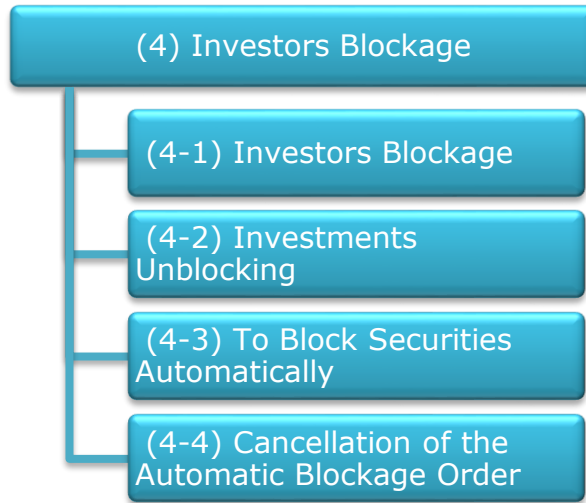 (4) Investors Blockage
(4-1) Investors Blockage
(4-2) Investments
Unblocking
(4-3) To Block Securities
Automatically
(4-4) Cancellation of the
Automatic Blockage Order